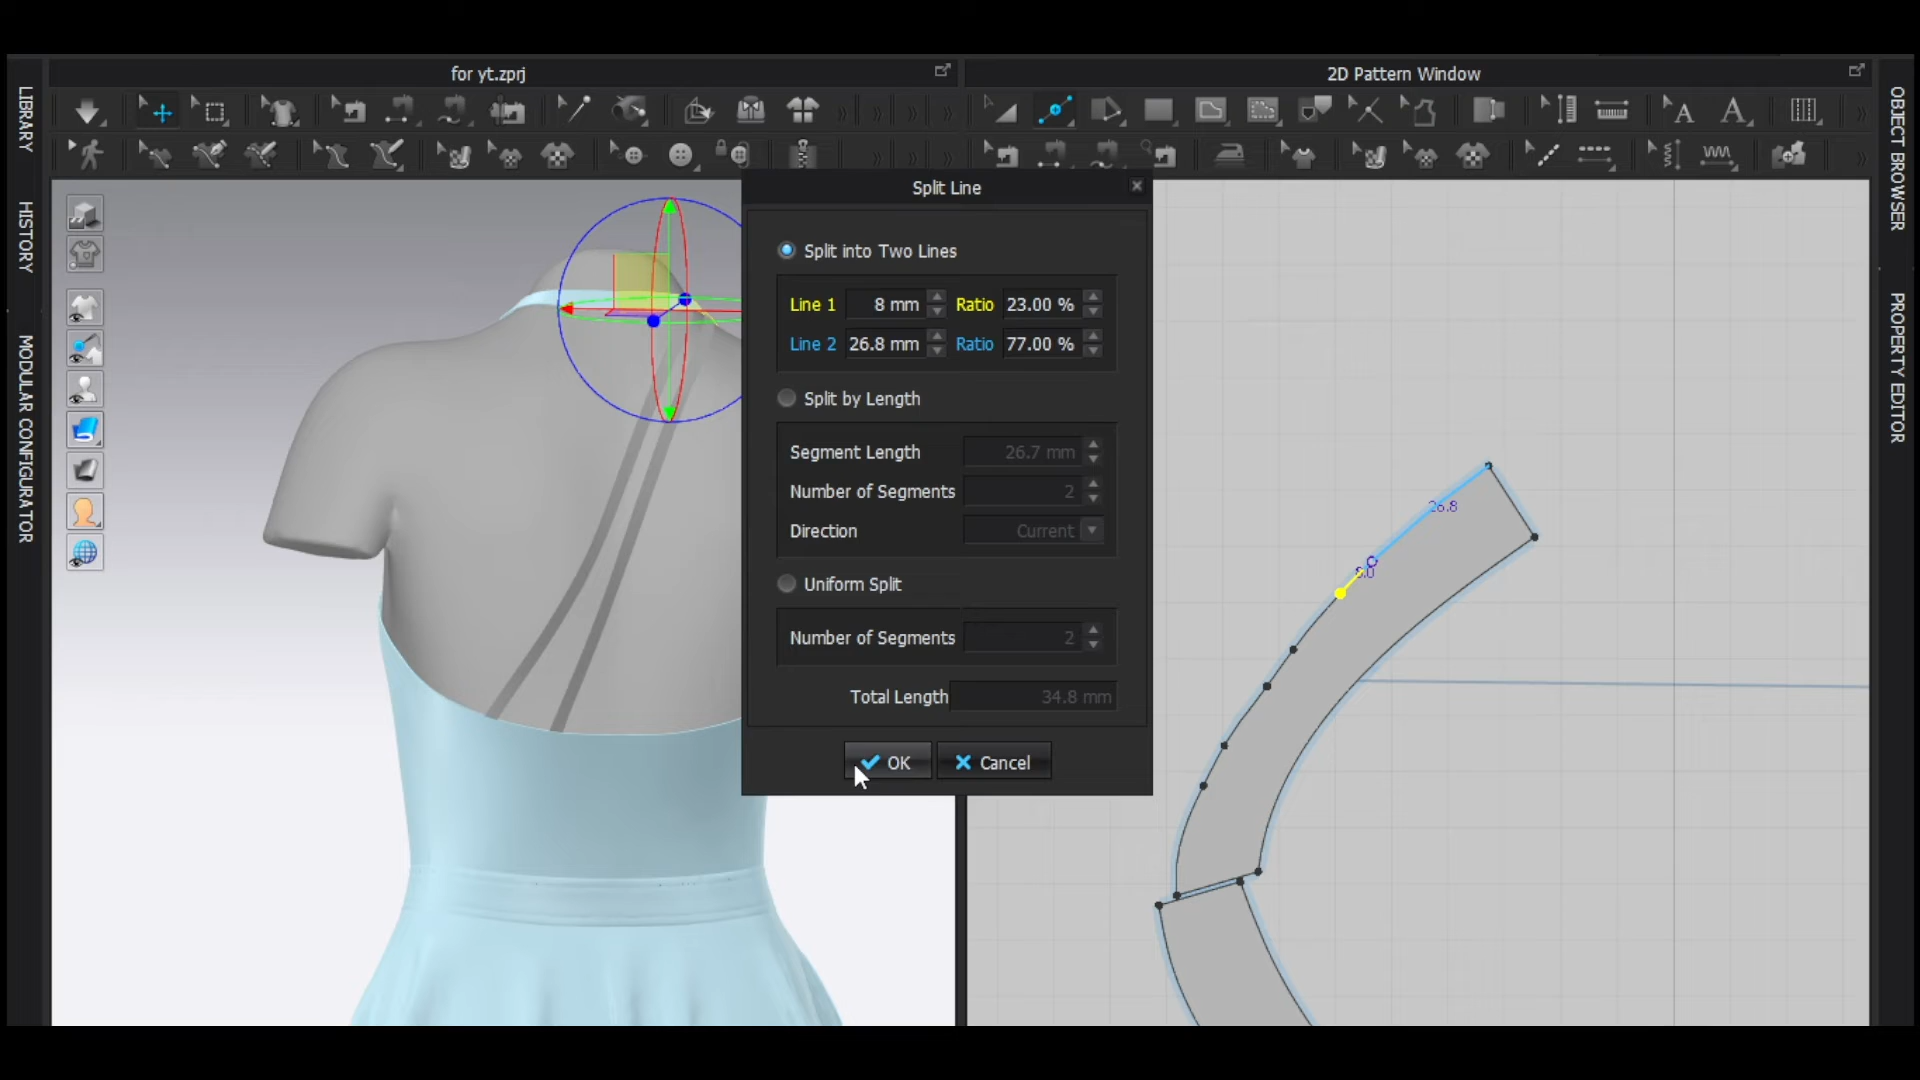 for yt.zprj
2D Pattern Window
LIBRARY
HISTORY
MODULAR CONFIGURATOR
OBJECT BROWSER
PROPERTY EDITOR
A
A
Split Line
Split into Two Lines
Line 1 8 mm Ratio 23.00 %
Line 2 26.8 mm Ratio 77.00 %
Split by Length
Segment Length 26.7 mm
Number of Segments 2
Direction Current
Uniform Split
Number of Segments 2
Total Length 34.8 mm
OK Cancel
26.8
8.0